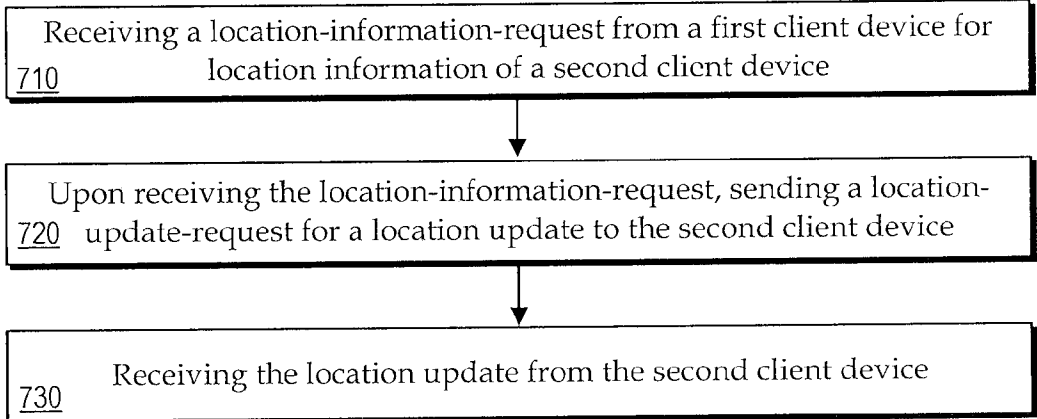 Receiving a location-information-request from a first client device for
location information of a second client device
710
Upon receiving the location-information-request, sending a location-
720 update-request for a location update to the second client device
Receiving the location update from the second client device
730